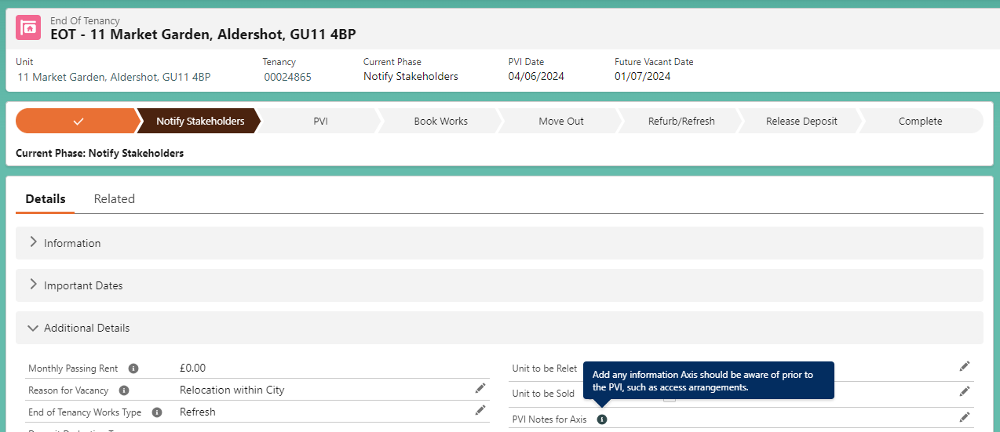 End Of Tenancy
EOT - 11 Market Garden, Aldershot, GU11 4BP
Unit
Tenancy
Current Phase
PVI Date
Future Vacant Date
11 Market Garden, Aldershot, GU11 4BP
00024865
Notify Stakeholders
04/06/2024
01/07/2024
Notify Stakeholders
PVI
Book Works
Move Out
Refurb/Refresh
Release Deposit
Complete
Current Phase: Notify Stakeholders
Details
Related
Information
Important Dates
Additional Details
Monthly Passing Rent
£0.00
Unit to be Relet
Add any information Axis should be aware of prior to
the PVI, such as access arrangements.
Reason for Vacancy
Relocation within City
Unit to be Sold
End of Tenancy Works Type
Refresh
PVI Notes for Axis